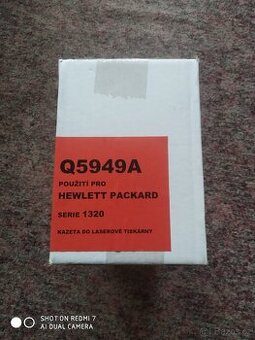 Q5949A
POUŽITÍ PRO
HEWLETT PACKARD
SERIE 1320
KAZETA DO LASEROVÉ TISKÁRNY
SHOT ON REDMI 7
AI DUAL CAMERA